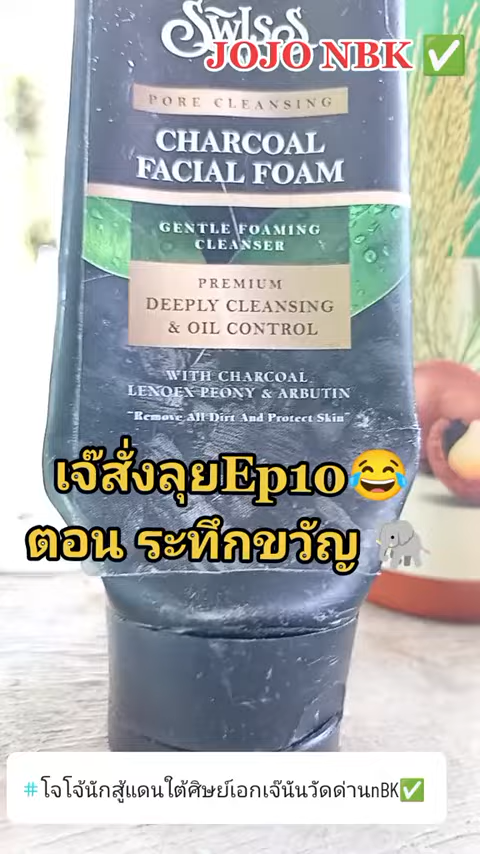 JOJO NBK ✅
PORE CLEANSING
CHARCOAL
FACIAL FOAM
GENTLE FOAMING
CLEANSER
PREMIUM
DEEPLY CLEANSING
& OIL CONTROL
WITH CHARCOAL
LENOEX PEONY & ARBUTIN
"Remove All Dirt And Protect Skin"
เจ๊สั่งลุยEp10😂
ตอน ระทึกขวัญ 🐘
#โจโจ้นักสู้แดนใต้ศิษย์เอกเจ๊นันวัดด่านnBK✅